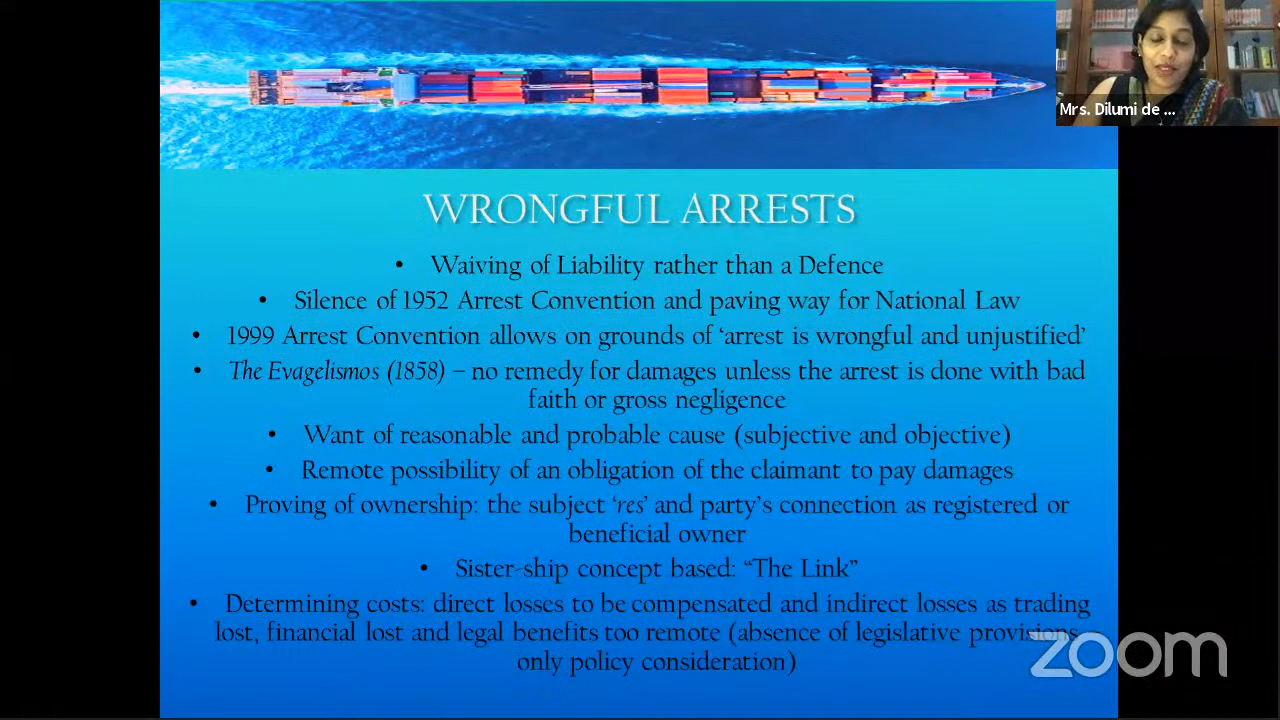 Mrs. Dilumi de ...
WRONGFUL ARRESTS
• Waiving of Liability rather than a Defence
• Silence of 1952 Arrest Convention and paving way for National Law
• 1999 Arrest Convention allows on grounds of ‘arrest is wrongful and unjustified’
• The Evagelismos (1858) – no remedy for damages unless the arrest is done with bad
faith or gross negligence
• Want of reasonable and probable cause (subjective and objective)
• Remote possibility of an obligation of the claimant to pay damages
• Proving of ownership: the subject ‘res’ and party’s connection as registered or
beneficial owner
• Sister-ship concept based: “The Link”
• Determining costs: direct losses to be compensated and indirect losses as trading
lost, financial lost and legal benefits too remote (absence of legislative provisions
only policy consideration)
zoom